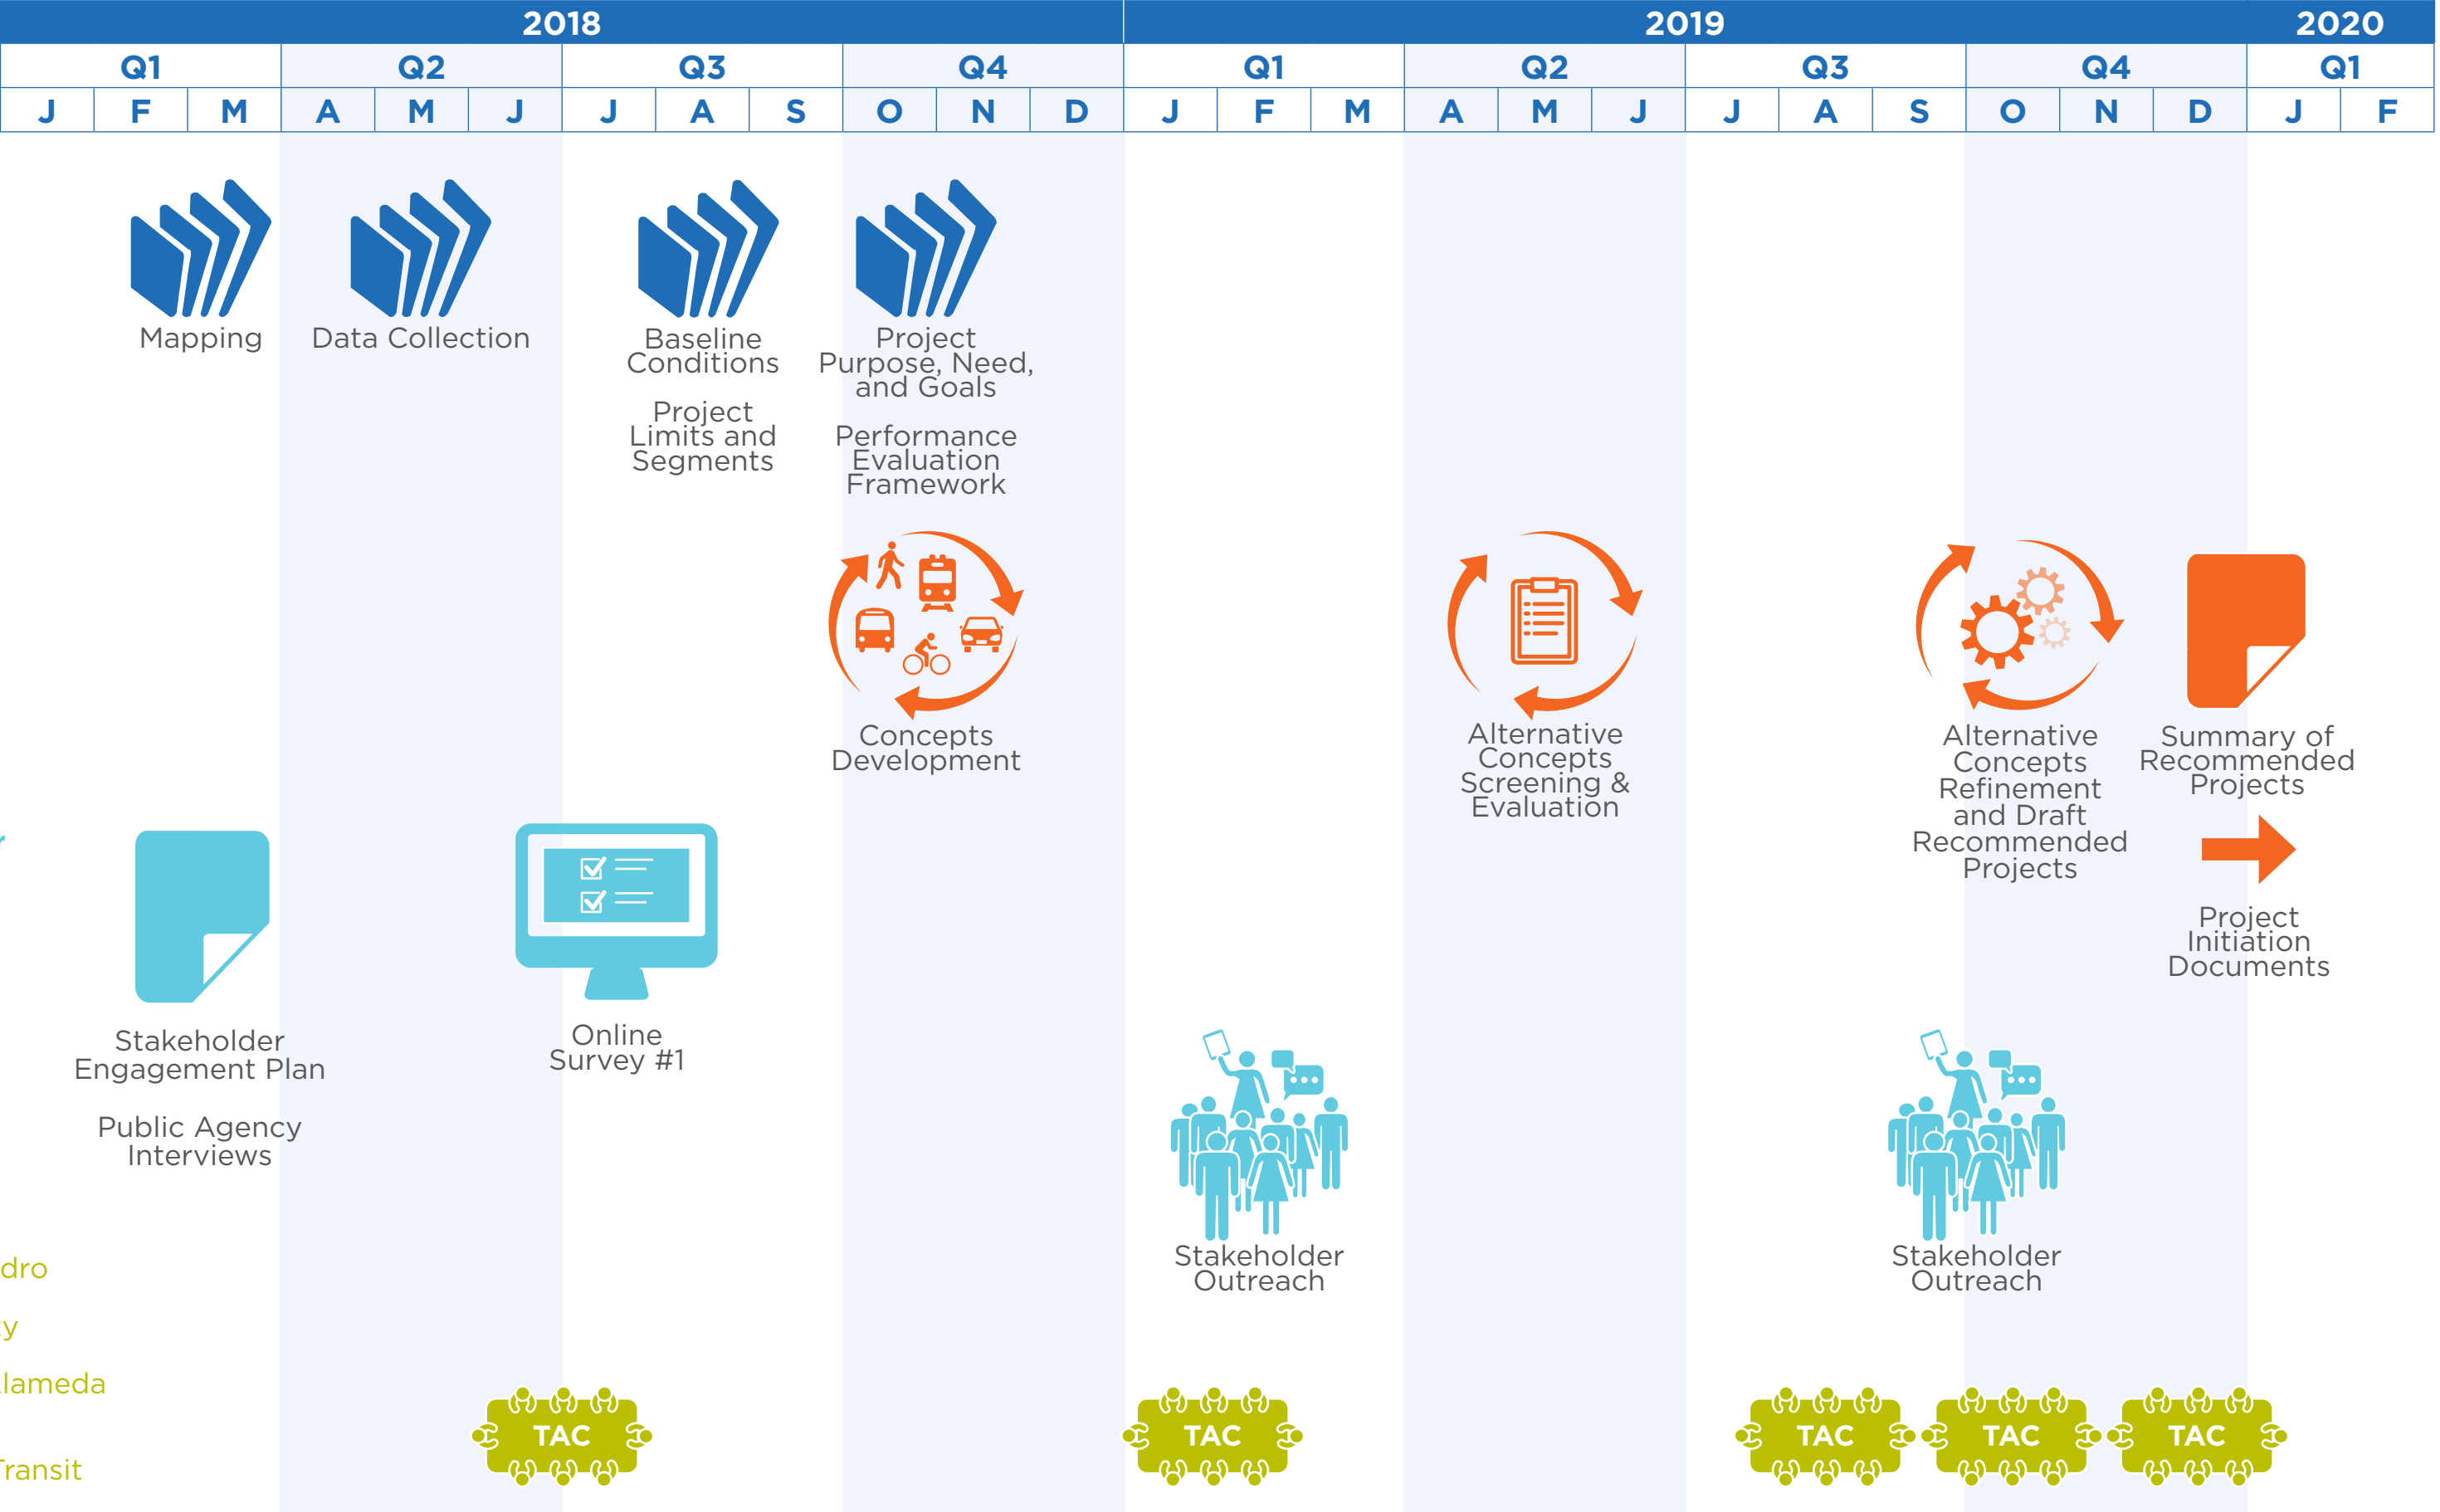 2018 2019 2020
Q1 Q2 Q3 Q4 Q1 Q2 Q3 Q4 Q1
J F M A M J J A S O N D J F M A M J J A S O N D J F
Mapping
Data Collection
Baseline
Conditions
Project
Limits and
Segments
Project
Purpose, Need,
and Goals
Performance
Evaluation
Framework
Concepts
Development
Alternative
Concepts
Screening &
Evaluation
Alternative
Concepts
Refinement
and Draft
Recommended
Projects
Summary of
Recommended
Projects
Project
Initiation
Documents
r
Stakeholder
Engagement Plan
Public Agency
Interviews
Online
Survey #1
Stakeholder
Outreach
Stakeholder
Outreach
dro
ty
lameda
Transit
TAC
TAC
TAC
TAC
TAC